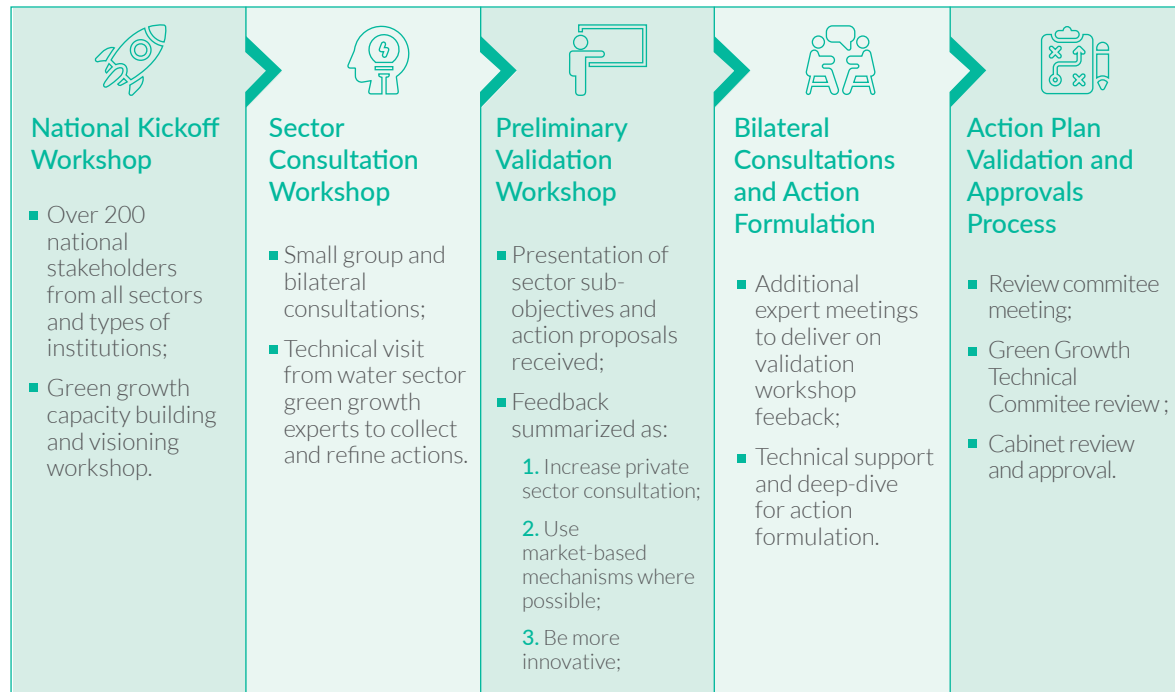 National Kickoff
Workshop
Over 200
national
stakeholders
from all sectors
and types of
institutions;
Green growth
capacity building
and visioning
workshop.
Sector
Consultation
Workshop
Small group and
bilateral
consultations;
Technical visit
from water sector
green growth
experts to collect
and refine actions.
Preliminary
Validation
Workshop
Presentation of
sector sub-
objectives and
action proposals
received;
Feedback
summarized as:
1. Increase private
sector consultation;
2. Use
market-based
mechanisms where
possible;
3. Be more
innovative;
Bilateral
Consultations
and Action
Formulation
Additional
expert meetings
to deliver on
validation
workshop
feeback;
Technical support
and deep-dive
for action
formulation.
Action Plan
Validation and
Approvals
Process
Review commitee
meeting;
Green Growth
Technical
Commitee review ;
Cabinet review
and approval.